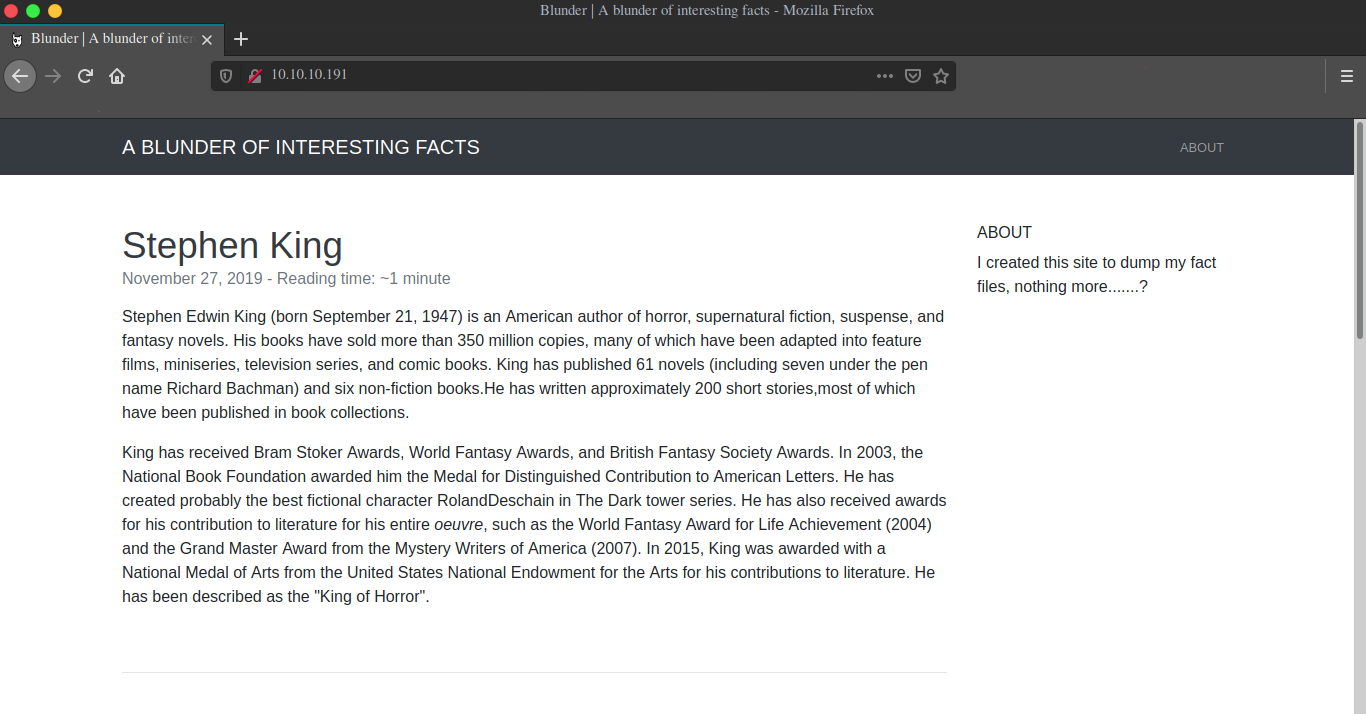 Blunder | A blunder of interesting facts - Mozilla Firefox
Blunder | A blunder of inter
10.10.10.191
A BLUNDER OF INTERESTING FACTS
ABOUT
Stephen King
November 27, 2019 - Reading time: ~1 minute
Stephen Edwin King (born September 21, 1947) is an American author of horror, supernatural fiction, suspense, and
fantasy novels. His books have sold more than 350 million copies, many of which have been adapted into feature
films, miniseries, television series, and comic books. King has published 61 novels (including seven under the pen
name Richard Bachman) and six non-fiction books.He has written approximately 200 short stories,most of which
have been published in book collections.
King has received Bram Stoker Awards, World Fantasy Awards, and British Fantasy Society Awards. In 2003, the
National Book Foundation awarded him the Medal for Distinguished Contribution to American Letters. He has
created probably the best fictional character RolandDeschain in The Dark tower series. He has also received awards
for his contribution to literature for his entire oeuvre, such as the World Fantasy Award for Life Achievement (2004)
and the Grand Master Award from the Mystery Writers of America (2007). In 2015, King was awarded with a
National Medal of Arts from the United States National Endowment for the Arts for his contributions to literature. He
has been described as the "King of Horror".
ABOUT
I created this site to dump my fact
files, nothing more.......?